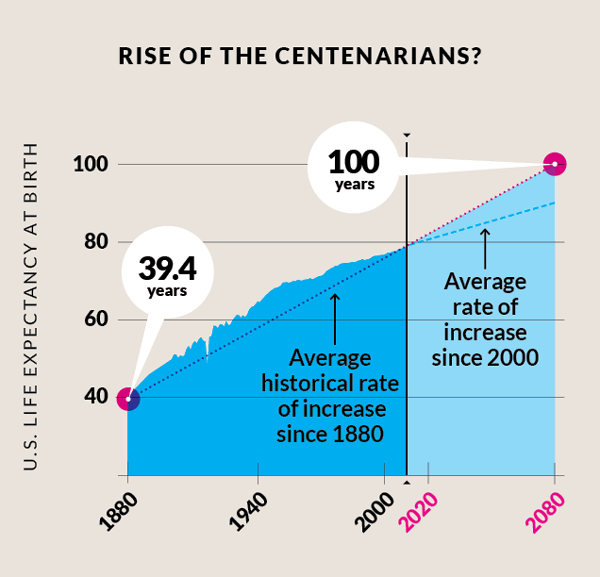 RISE OF THE CENTENARIANS?
U.S. LIFE EXPECTANCY AT BIRTH
100
80
60
40
39.4
years
100
years
Average
historical rate
of increase
since 1880
Average
rate of
increase
since 2000
1880
1940
2000
2020
2080